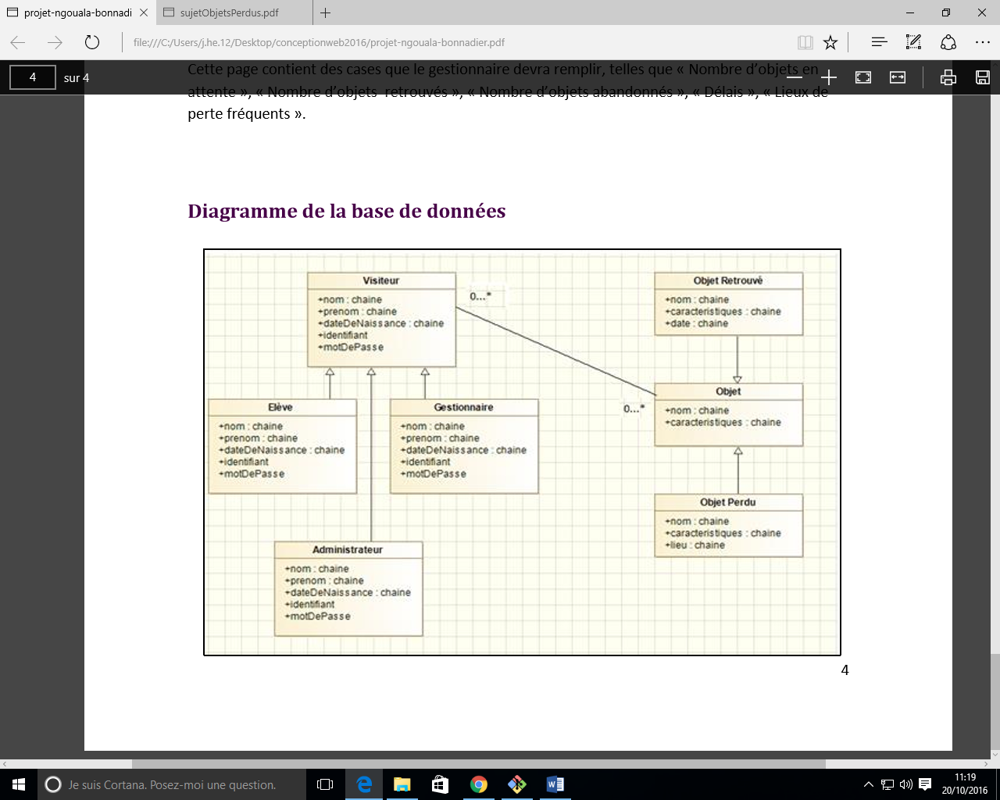 projet-ngouala-bonnadi
sujetObjetsPerdus.pdf
file:///C:/Users/j.he.12/Desktop/conceptionweb2016/projet-ngouala-bonnadier.pdf
4 sur 4
Cette page contient des cases que le gestionnaire devra remplir, telles que « Nombre d'objets en
attente », « Nombre d'objets retrouvés », « Nombre d'objets abandonnés », « Délais », « Lieux de
perte fréquents ».
Diagramme de la base de données
Visiteur
+nom : chaine
+prenom : chaine
+dateDeNaissance : chaine
+identifiant
+motDePasse
0...*
Objet Retrouvé
+nom : chaine
+caracteristiques : chaine
+date : chaine
Objet
+nom : chaine
+caracteristiques : chaine
0...*
Elève
+nom : chaine
+prenom : chaine
+dateDeNaissance : chaine
+identifiant
+motDePasse
Gestionnaire
+nom : chaine
+prenom : chaine
+dateDeNaissance : chaine
+identifiant
+motDePasse
Objet Perdu
+nom : chaine
+caracteristiques : chaine
+lieu : chaine
Administrateur
+nom : chaine
+prenom : chaine
+dateDeNaissance : chaine
+identifiant
+motDePasse
4
Je suis Cortana. Posez-moi une question.
11:19
20/10/2016